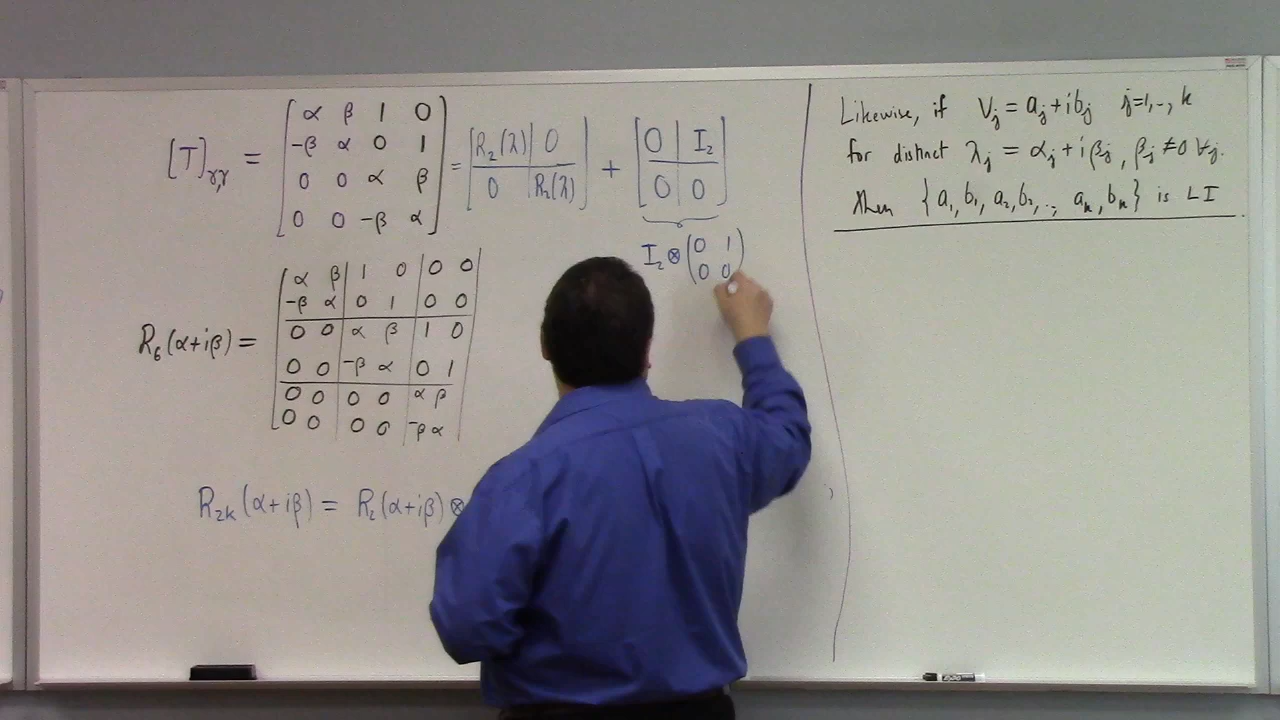 [T]_{γ,γ} = [α β 1 0; -β α 0 1; 0 0 α β; 0 0 -β α] = [R₂(λ) | 0; 0 | R₂(λ)] + [0 | I₂; 0 | 0]
I₂ ⊗ (0 1; 0 0)
R₆(α+iβ) = [α β 1 0 0 0; -β α 0 1 0 0; 0 0 α β 1 0; 0 0 -β α 0 1; 0 0 0 0 α β; 0 0 0 0 -β α]
R₂ₖ(α+iβ) = R₂(α+iβ) ⊗
Likewise, if Vⱼ = aⱼ + ibⱼ j=1,.., k
for distinct λⱼ = αⱼ + iβⱼ, βⱼ ≠ 0 ∀j.
then {a₁, b₁, a₂, b₂, .., aₖ, bₖ} is LI